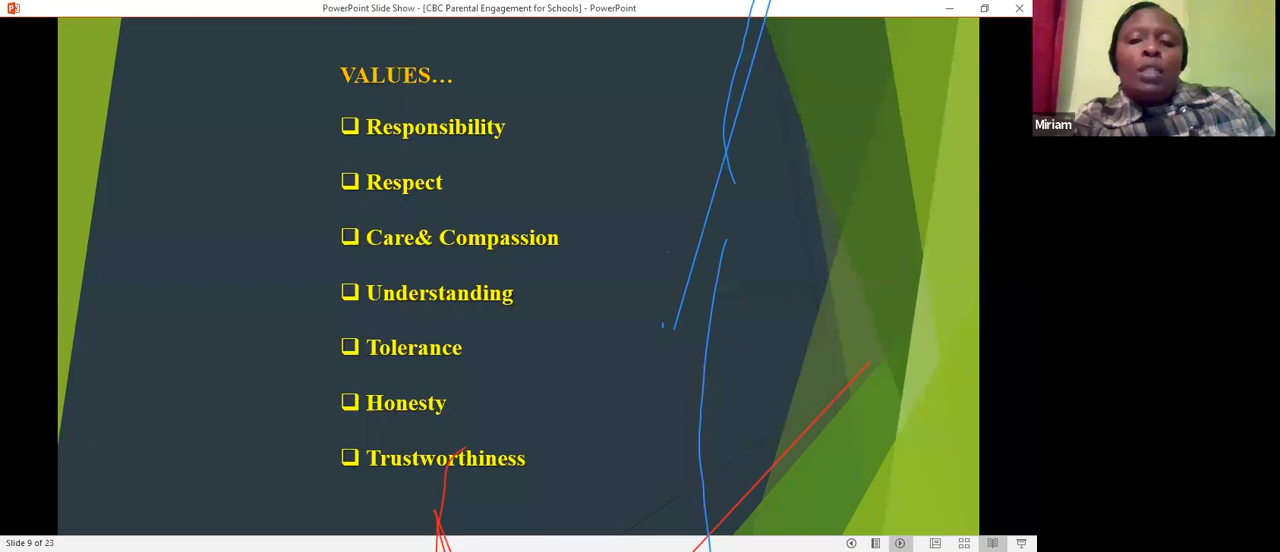 PowerPoint Slide Show - [CBC Parental Engagement for Schools] - PowerPoint
VALUES...
Responsibility
Respect
Care& Compassion
Understanding
Tolerance
Honesty
Trustworthiness
Miriam
Slide 9 of 23